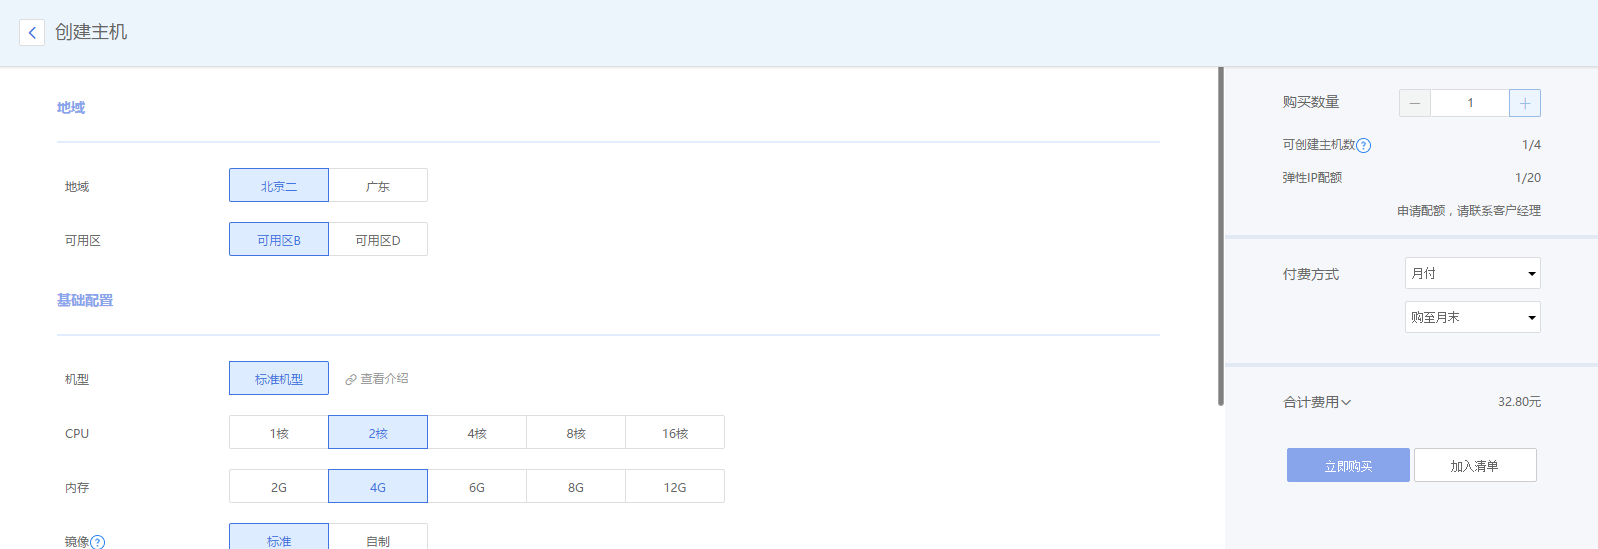 创建主机
地域
地域 北京二 广东
可用区 可用区B 可用区D
基础配置
机型 标准机型 查看介绍
CPU 1核 2核 4核 8核 16核
内存 2G 4G 6G 8G 12G
镜像 ? 标准 自制
购买数量 − 1 +
可创建主机数 ? 1/4
弹性IP配额 1/20
申请配额，请联系客户经理
付费方式 月付
购至月末
合计费用 32.80元
立即购买 加入清单